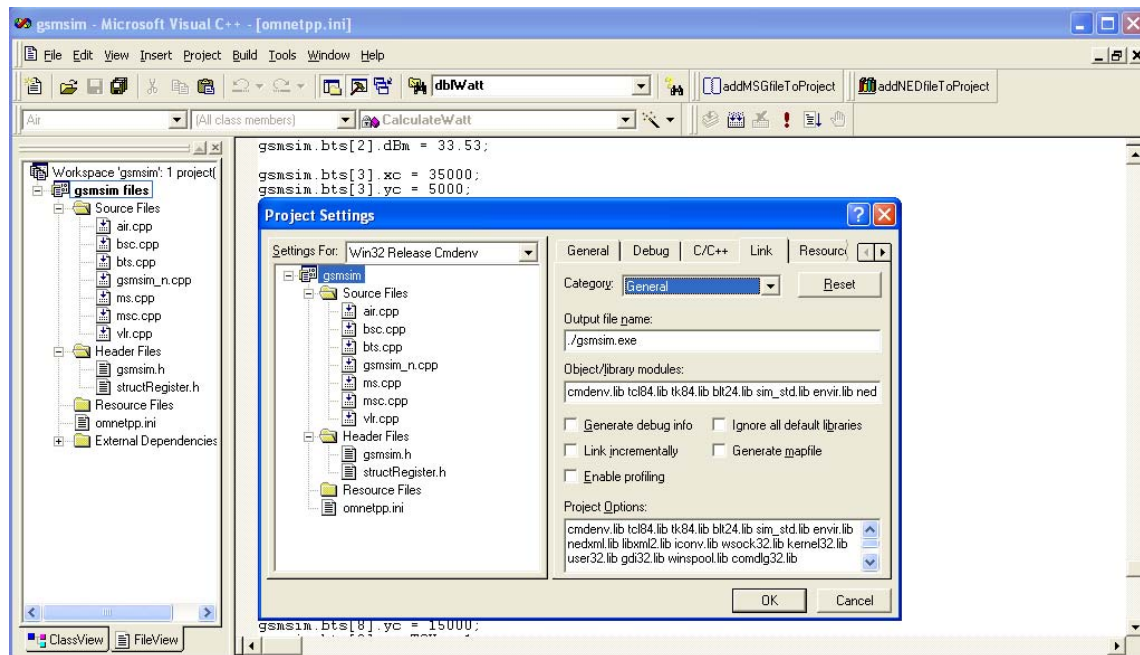 gsmsim - Microsoft Visual C++ - [omnetpp.ini]
File Edit View Insert Project Build Tools Window Help
dblWatt
addMSGfileToProject addNEDfileToProject
Air [All class members] CalculateWatt
Workspace 'gsmsim': 1 project(
gsmsim files
Source Files
air.cpp
bsc.cpp
bts.cpp
gsmsim_n.cpp
ms.cpp
msc.cpp
vlr.cpp
Header Files
gsmsim.h
structRegister.h
Resource Files
omnetpp.ini
External Dependencies
ClassView FileView
gsmsim.bts[2].dBm = 33.53;
gsmsim.bts[3].xc = 35000;
gsmsim.bts[3].yc = 5000;
Project Settings
Settings For: Win32 Release Cmdenv
gsmsim
Source Files
air.cpp
bsc.cpp
bts.cpp
gsmsim_n.cpp
ms.cpp
msc.cpp
vlr.cpp
Header Files
gsmsim.h
structRegister.h
Resource Files
omnetpp.ini
General Debug C/C++ Link Resourc
Category: General Reset
Output file name:
./gsmsim.exe
Object/library modules:
cmdenv.lib tcl84.lib tk84.lib blt24.lib sim_std.lib envir.lib ned
Generate debug info Ignore all default libraries
Link incrementally Generate mapfile
Enable profiling
Project Options:
cmdenv.lib tcl84.lib tk84.lib blt24.lib sim_std.lib envir.lib
nedxml.lib libxml2.lib iconv.lib wsock32.lib kernel32.lib
user32.lib gdi32.lib winspool.lib comdlg32.lib
OK Cancel
gsmsim.bts[8].yc = 15000;